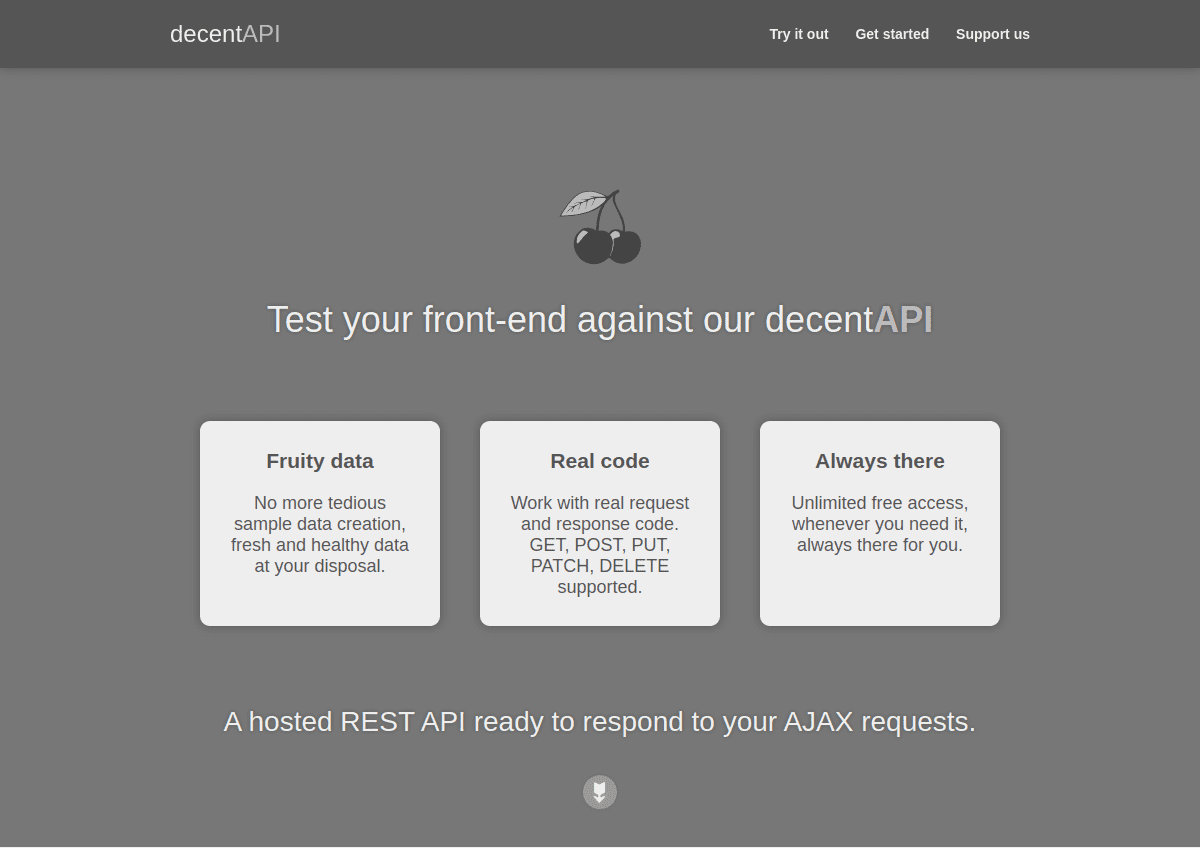 decentAPI
Try it out
Get started
Support us
Test your front-end against our decentAPI
Fruity data
No more tedious
sample data creation,
fresh and healthy data
at your disposal.
Real code
Work with real request
and response code.
GET, POST, PUT,
PATCH, DELETE
supported.
Always there
Unlimited free access,
whenever you need it,
always there for you.
A hosted REST API ready to respond to your AJAX requests.